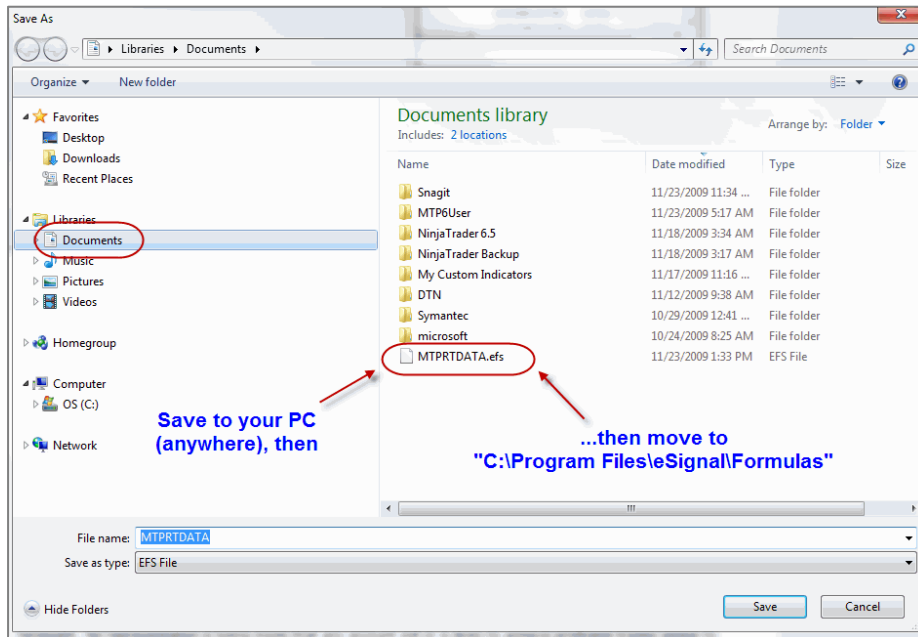 Save As
Libraries Documents
Search Documents
Organize New folder
Favorites
Desktop
Downloads
Recent Places
Libraries
Documents
Music
Pictures
Videos
Homegroup
Computer
OS (C:)
Network
Documents library
Includes: 2 locations
Arrange by: Folder
Name Date modified Type Size
Snagit 11/23/2009 11:34 ... File folder
MTP6User 11/23/2009 5:17 AM File folder
NinjaTrader 6.5 11/18/2009 3:34 AM File folder
NinjaTrader Backup 11/18/2009 3:17 AM File folder
My Custom Indicators 11/17/2009 11:16 ... File folder
DTN 11/12/2009 9:38 AM File folder
Symantec 10/29/2009 12:41 ... File folder
microsoft 10/24/2009 8:25 AM File folder
MTPRTDATA.efs 11/23/2009 1:33 PM EFS File
Save to your PC
(anywhere), then
...then move to
"C:\Program Files\eSignal\Formulas"
File name: MTPRTDATA
Save as type: EFS File
Hide Folders
Save Cancel